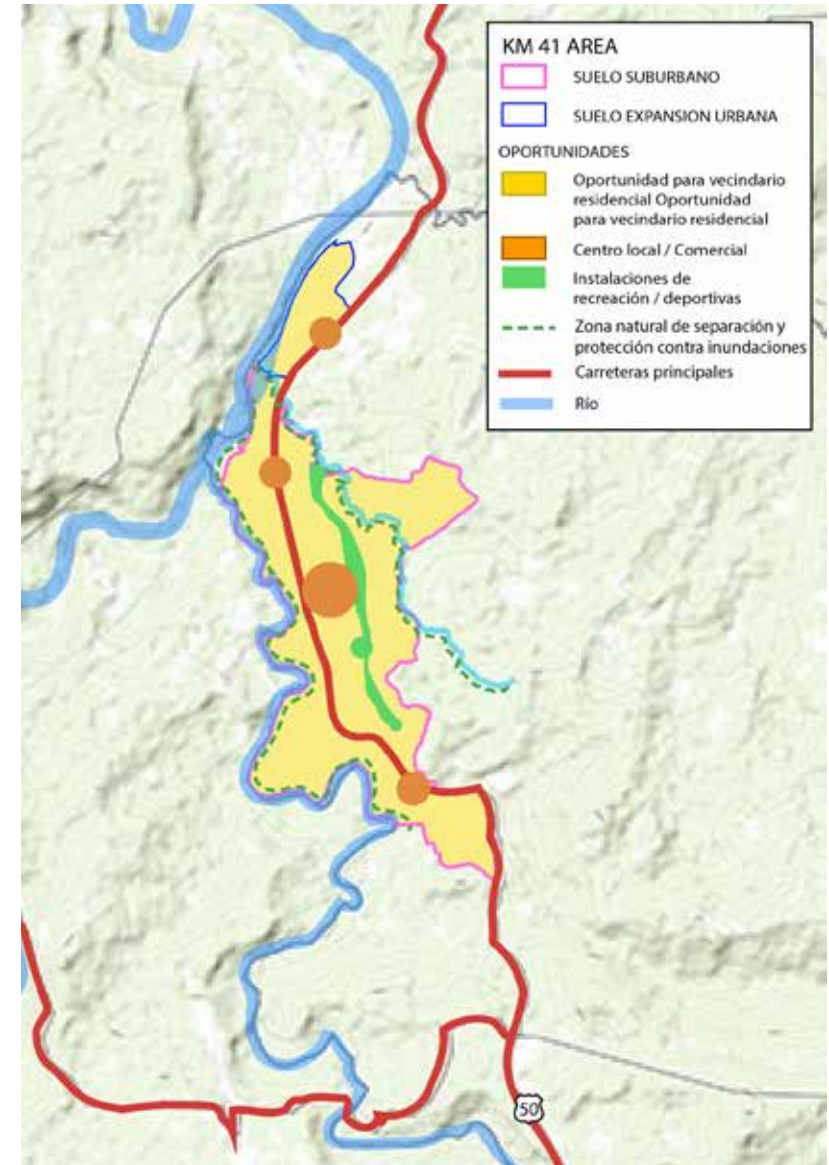 KM 41 AREA
SUELO SUBURBANO
SUELO EXPANSION URBANA
OPORTUNIDADES
Oportunidad para vecindario
residencial Oportunidad
para vecindario residencial
Centro local / Comercial
Instalaciones de
recreación / deportivas
Zona natural de separación y
protección contra inundaciones
Carreteras principales
Río
50